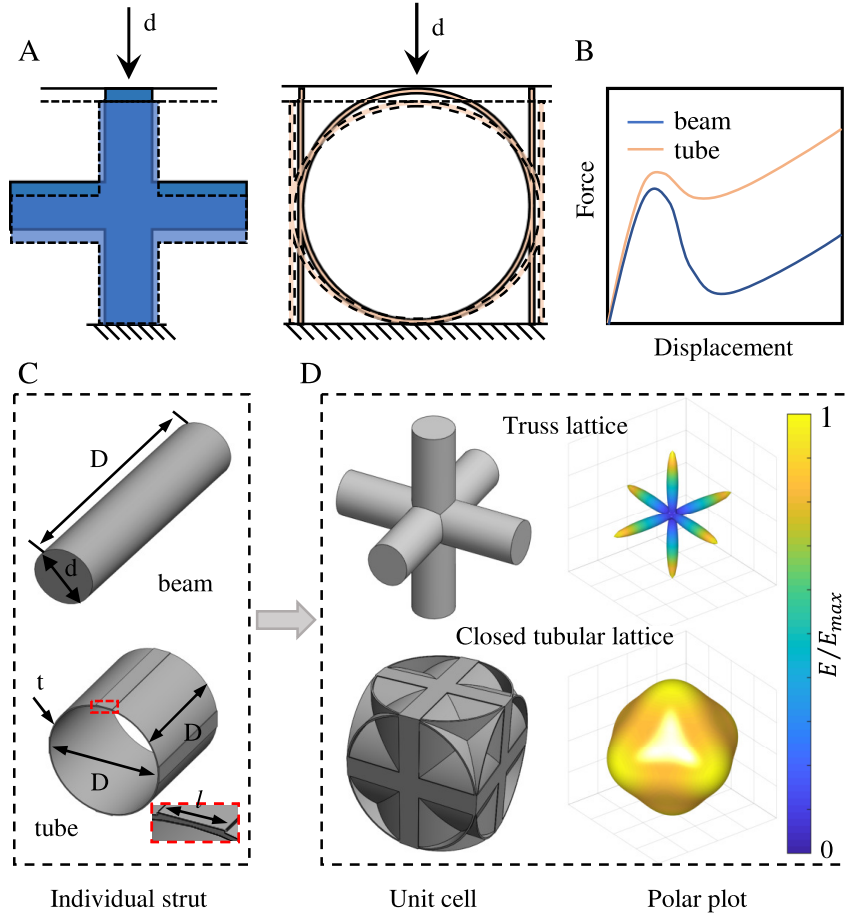 A
d
d
B
beam
tube
Force
Displacement
C
D
d
beam
t
D
D
l
tube
Individual strut
D
Truss lattice
Closed tubular lattice
Unit cell
Polar plot
1
E/Emax
0